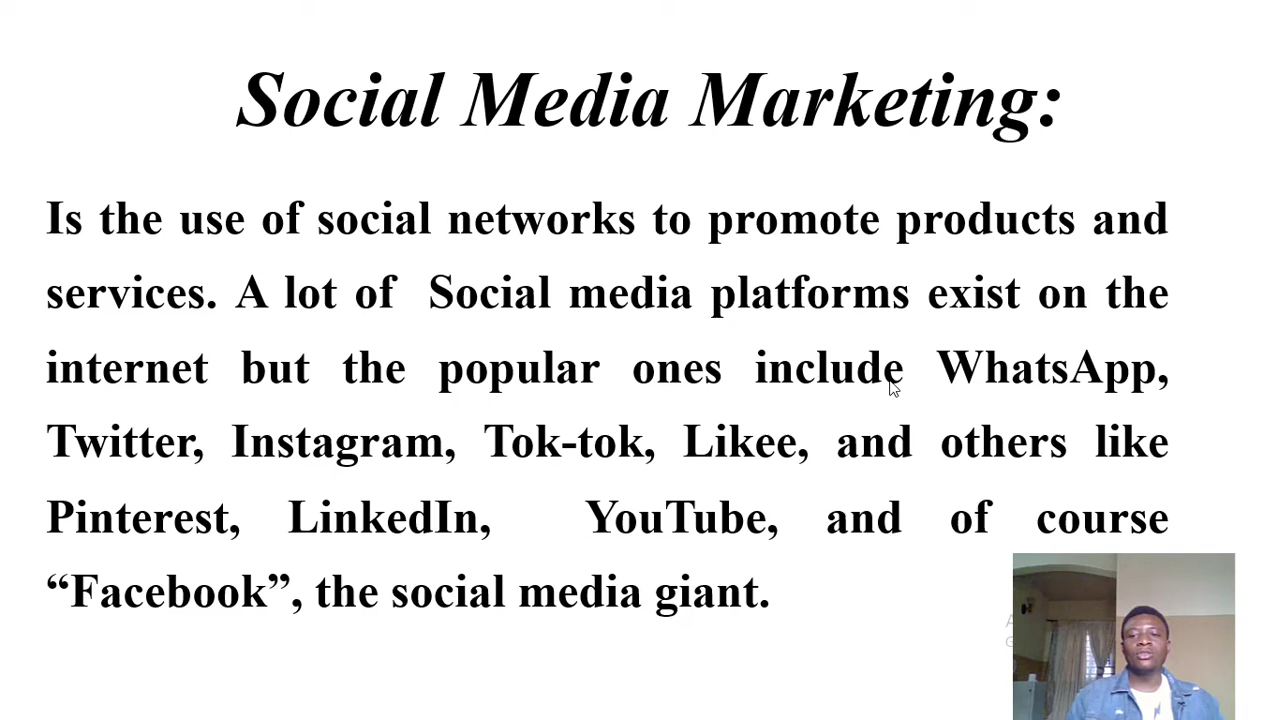 Social Media Marketing:
Is the use of social networks to promote products and
services. A lot of Social media platforms exist on the
internet but the popular ones include WhatsApp,
Twitter, Instagram, Tok-tok, Likee, and others like
Pinterest, LinkedIn, YouTube, and of course
“Facebook”, the social media giant.